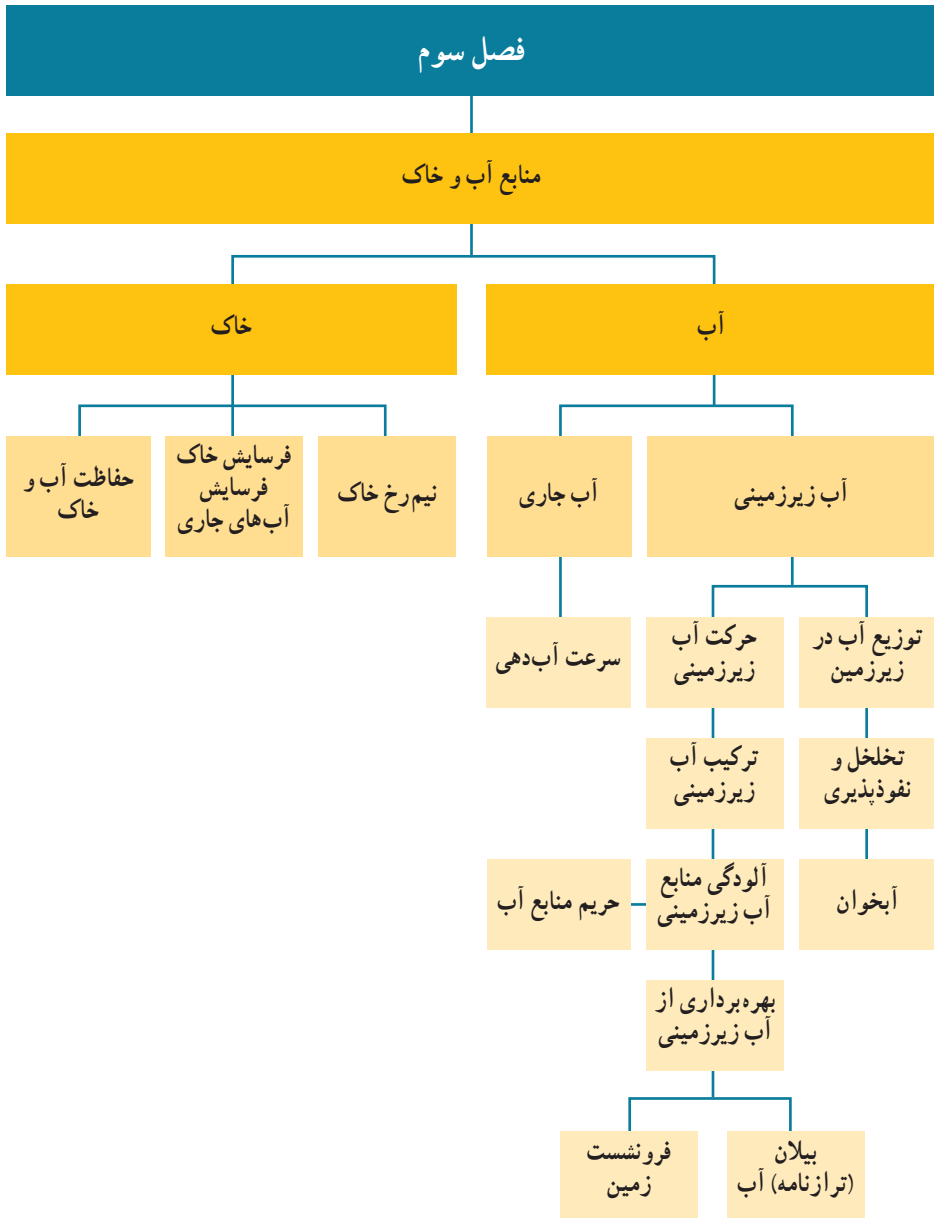 فصل سوم
منابع آب و خاک
آب
خاک
آب زیرزمینی
آب جاری
نیم‌رخ خاک
فرسایش خاک
فرسایش
آب‌های جاری
حفاظت آب و
خاک
توزیع آب در
زیرزمین
حرکت آب
زیرزمینی
سرعت آب‌دهی
تخلخل و
نفوذپذیری
ترکیب آب
زیرزمینی
آبخوان
آلودگی منابع
آب زیرزمینی
حریم منابع آب
بهره‌برداری از
آب زیرزمینی
بیلان
(ترازنامه) آب
فرونشست
زمین